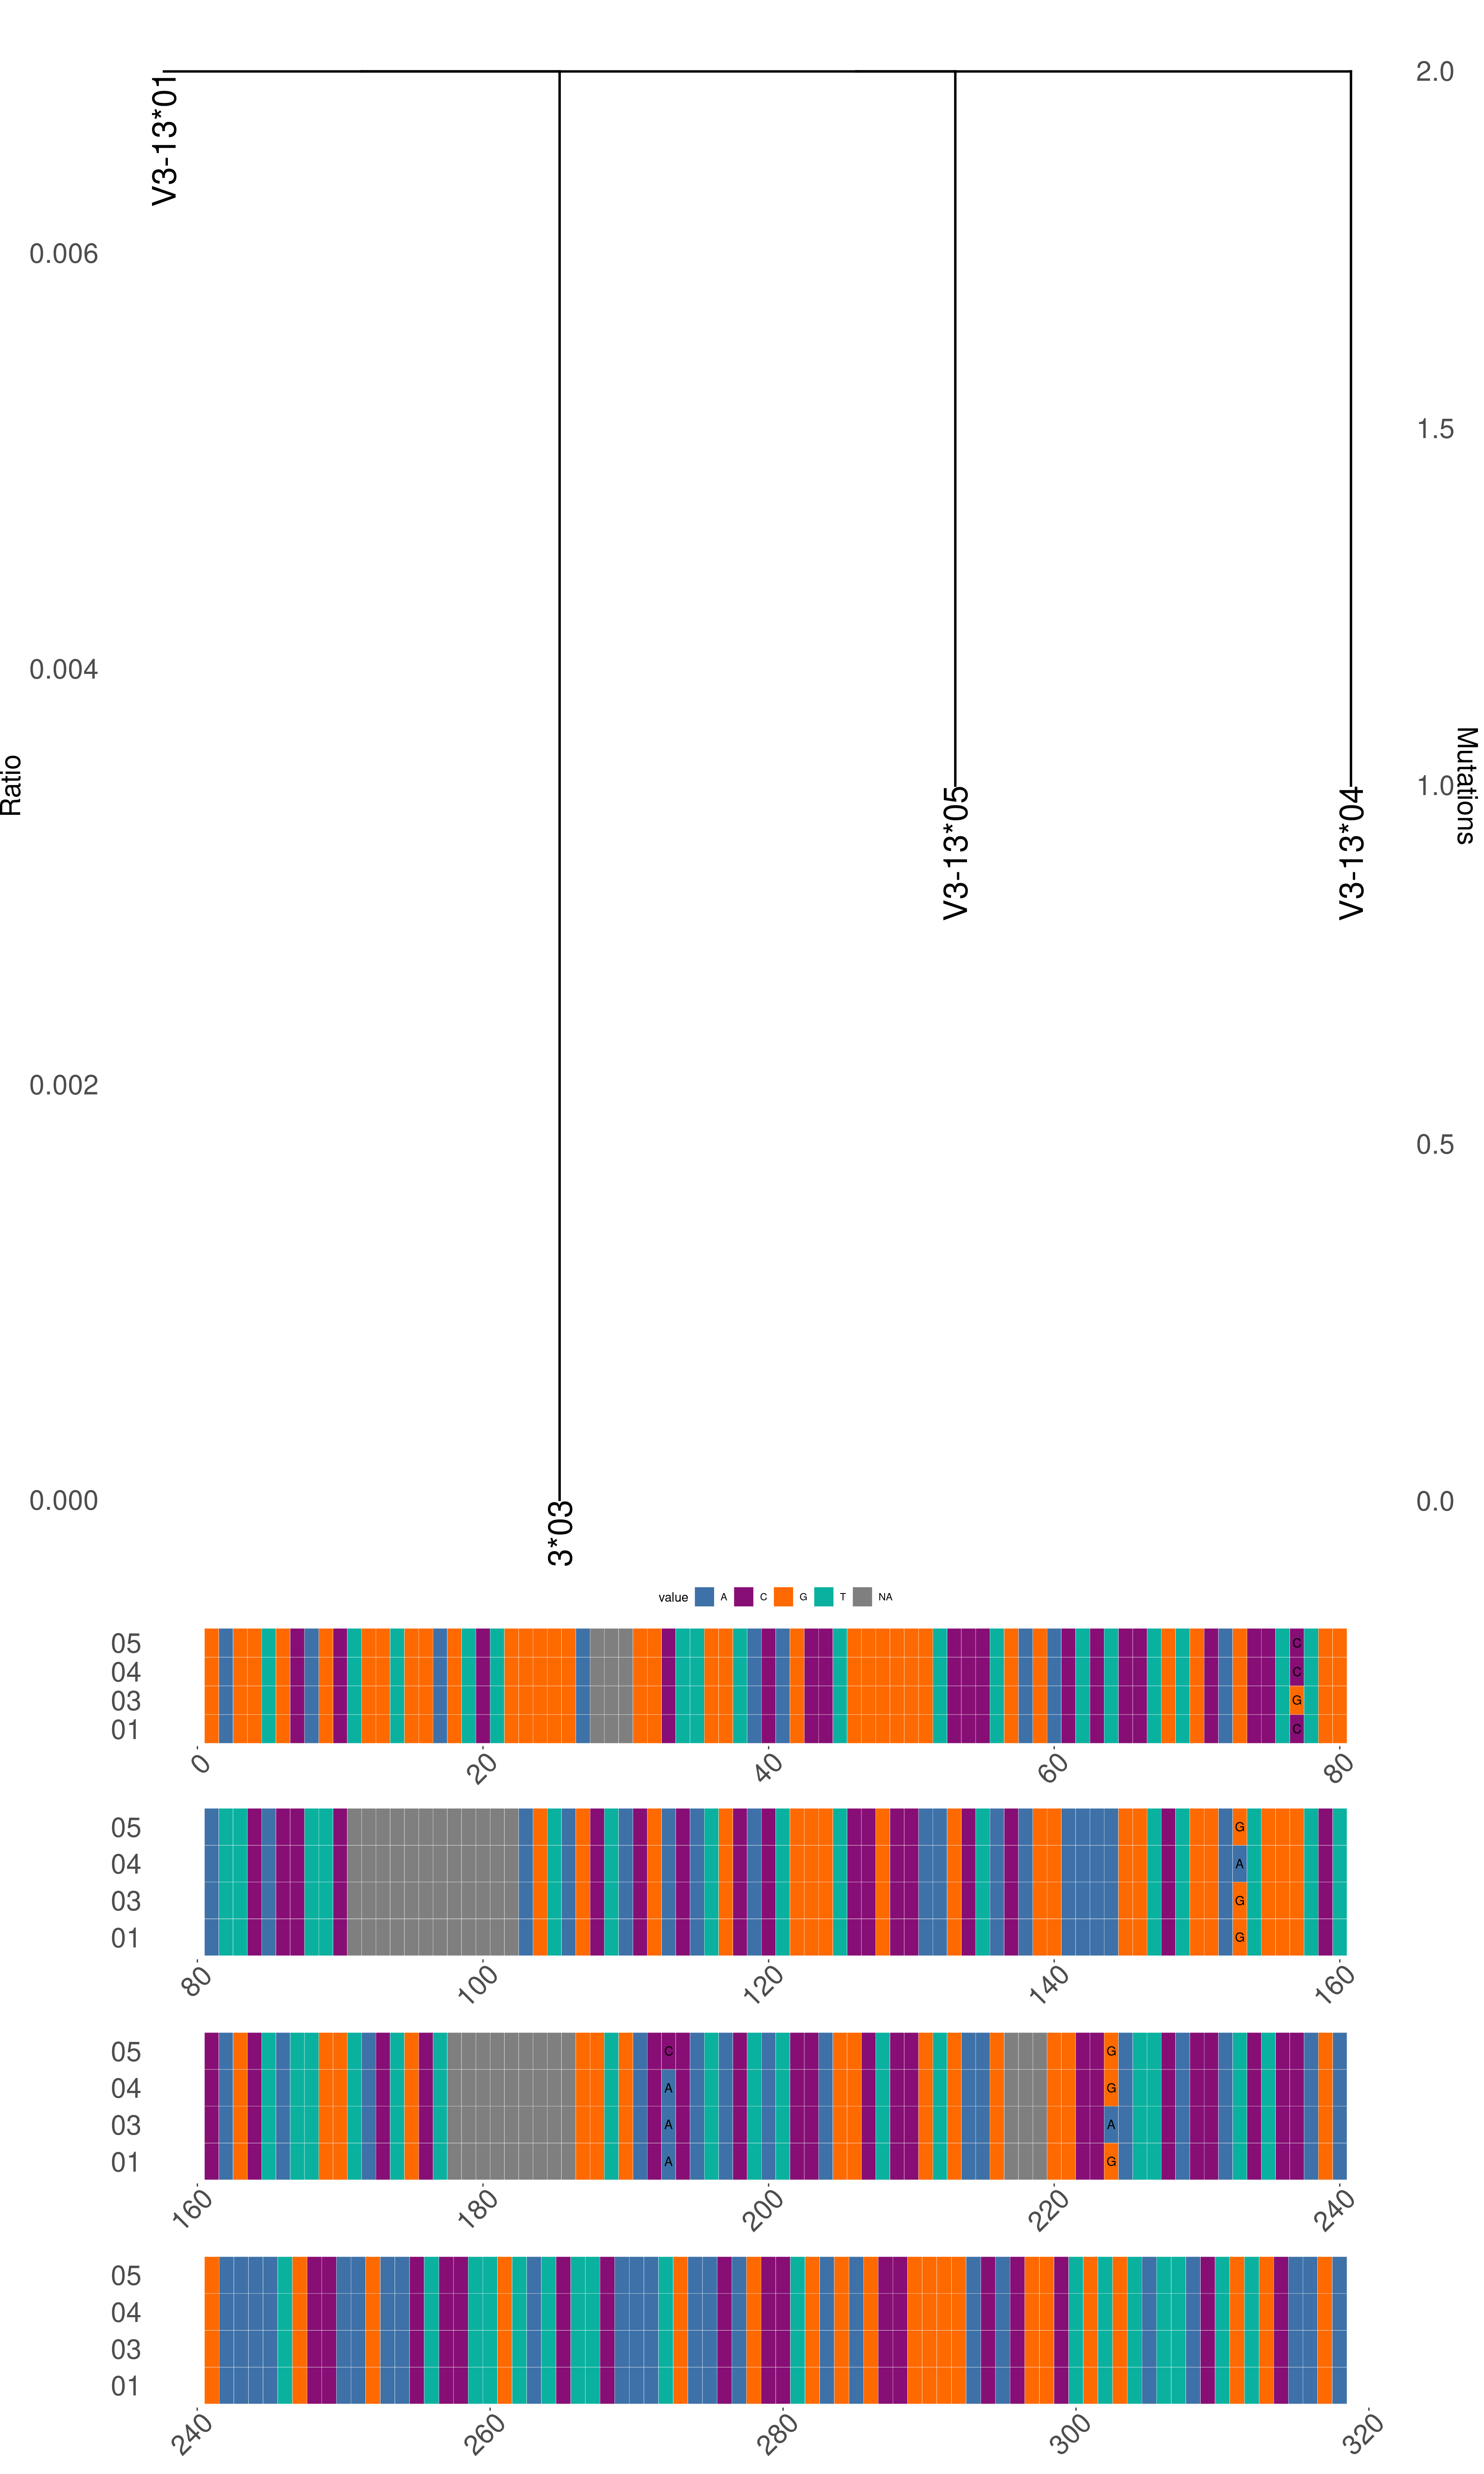 V3-13*01
3*03
V3-13*05
V3-13*04
Ratio
0.006
0.004
0.002
0.000
Mutations
2.0
1.5
1.0
0.5
0.0
value A C G T NA
05 C
04 C
03 G
01 C
0 20 40 60 80
05 G
04 A
03 G
01 G
80 100 120 140 160
05 C G
04 A G
03 A A
01 A G
160 180 200 220 240
05
04
03
01
240 260 280 300 320